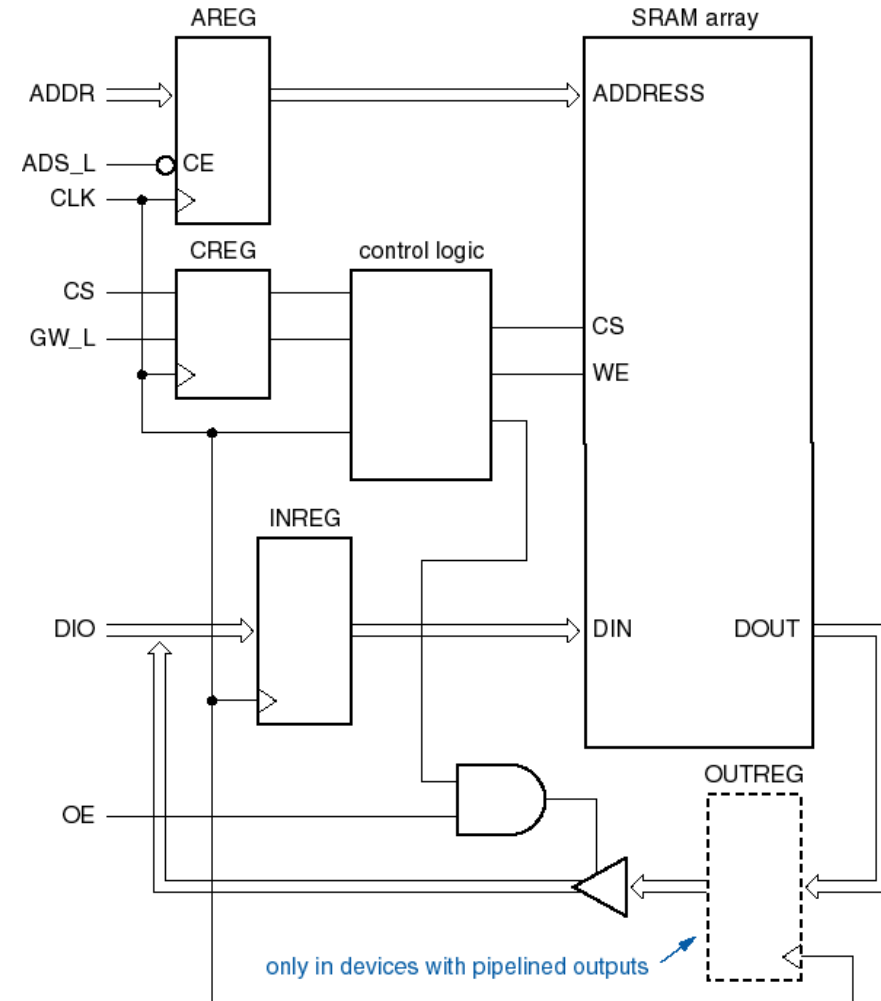 AREG
SRAM array
ADDR
ADDRESS
ADS_L
CE
CLK
CREG
control logic
CS
CS
GW_L
WE
INREG
DIO
DIN
DOUT
OUTREG
OE
only in devices with pipelined outputs